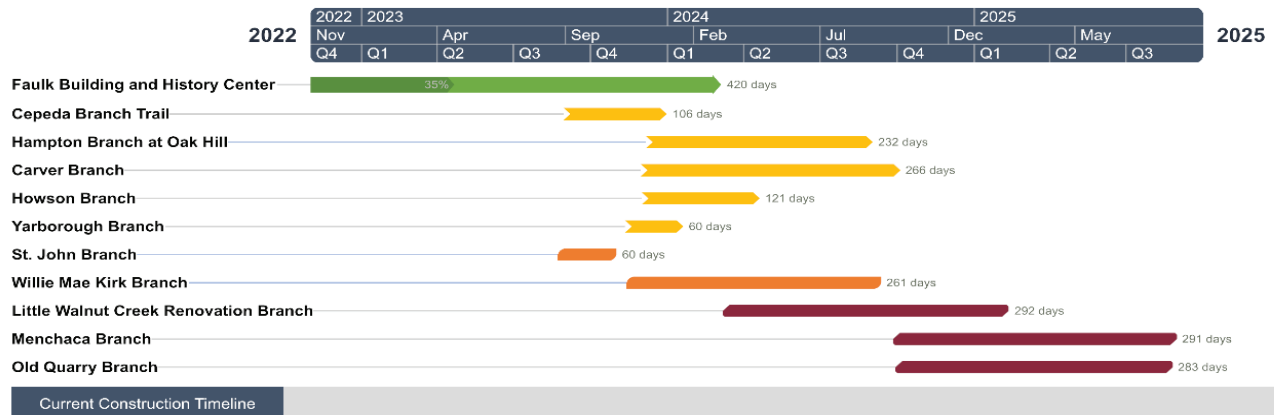 2022 2023 2024 2025
2022 Nov Apr Sep Feb Jul Dec May 2025
Q4 Q1 Q2 Q3 Q4 Q1 Q2 Q3 Q4 Q1 Q2 Q3
Faulk Building and History Center 35% 420 days
Cepeda Branch Trail 106 days
Hampton Branch at Oak Hill 232 days
Carver Branch 266 days
Howson Branch 121 days
Yarborough Branch 60 days
St. John Branch 60 days
Willie Mae Kirk Branch 261 days
Little Walnut Creek Renovation Branch 292 days
Menchaca Branch 291 days
Old Quarry Branch 283 days
Current Construction Timeline